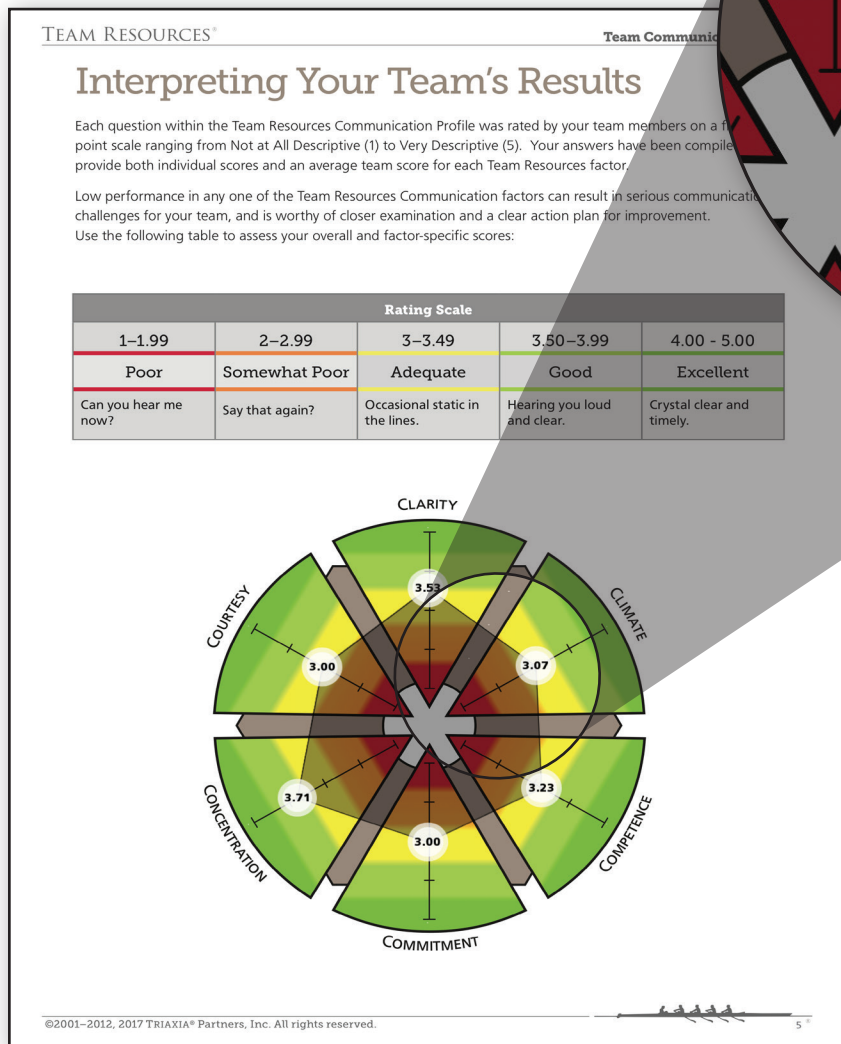 TEAM RESOURCES®
Team Communic
Interpreting Your Team's Results
Each question within the Team Resources Communication Profile was rated by your team members on a
point scale ranging from Not at All Descriptive (1) to Very Descriptive (5). Your answers have been compile
provide both individual scores and an average team score for each Team Resources factor.
Low performance in any one of the Team Resources Communication factors can result in serious communicatio
challenges for your team, and is worthy of closer examination and a clear action plan for improvement.
Use the following table to assess your overall and factor-specific scores:
Rating Scale
1–1.99 2–2.99 3–3.49 3.50–3.99 4.00 - 5.00
Poor Somewhat Poor Adequate Good Excellent
Can you hear me now? Say that again? Occasional static in the lines. Hearing you loud and clear. Crystal clear and timely.
CLARITY
3.53
COURTESY
CLIMATE
3.00
3.07
3.71
3.23
CONCENTRATION
COMPETENCE
3.00
COMMITMENT
©2001–2012, 2017 TRIAXIA® Partners, Inc. All rights reserved.
5